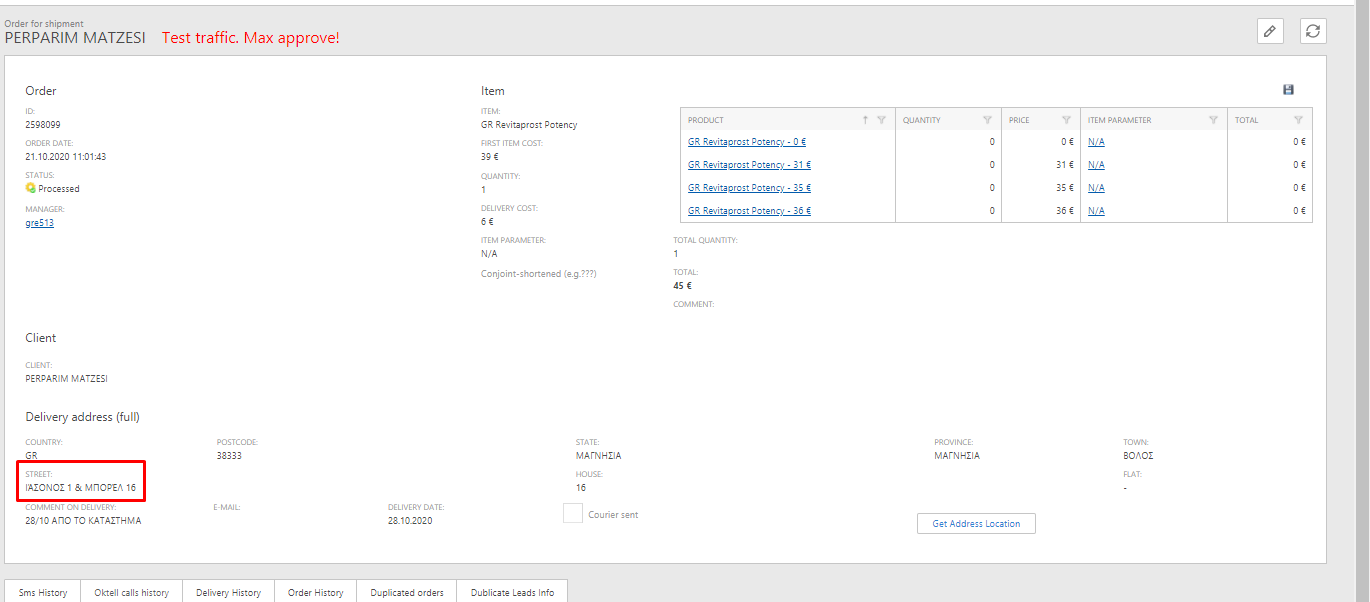 Order for shipment
PERPARIM MATZESI Test traffic. Max approve!
Order
ID:
2598099
ORDER DATE:
21.10.2020 11:01:43
STATUS:
Processed
MANAGER:
gre513
Item
ITEM:
GR Revitaprost Potency
FIRST ITEM COST:
39 €
QUANTITY:
1
DELIVERY COST:
6 €
ITEM PARAMETER:
N/A
Conjoint-shortened (e.g.???)
PRODUCT QUANTITY PRICE ITEM PARAMETER TOTAL
GR Revitaprost Potency - 0 € 0 0 € N/A 0 €
GR Revitaprost Potency - 31 € 0 31 € N/A 0 €
GR Revitaprost Potency - 35 € 0 35 € N/A 0 €
GR Revitaprost Potency - 36 € 0 36 € N/A 0 €
TOTAL QUANTITY:
1
TOTAL:
45 €
COMMENT:
Client
CLIENT:
PERPARIM MATZESI
Delivery address (full)
COUNTRY: POSTCODE: STATE: PROVINCE: TOWN:
GR 38333 ΜΑΓΝΗΣΙΑ ΜΑΓΝΗΣΙΑ ΒΟΛΟΣ
STREET: HOUSE: FLAT:
ΙΆΣΟΝΟΣ 1 & ΜΠΟΡΈΛ 16 16 -
COMMENT ON DELIVERY: E-MAIL: DELIVERY DATE:
28/10 ΑΠΟ ΤΟ ΚΑΤΑΣΤΗΜΑ 28.10.2020 Courier sent
Get Address Location
Sms History Oktell calls history Delivery History Order History Duplicated orders Dublicate Leads Info